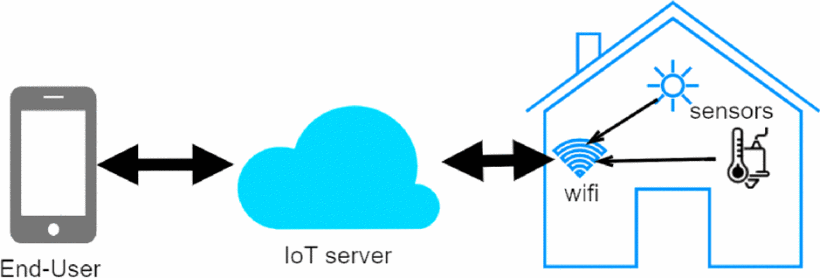 sensors
wifi
IoT server
End-User